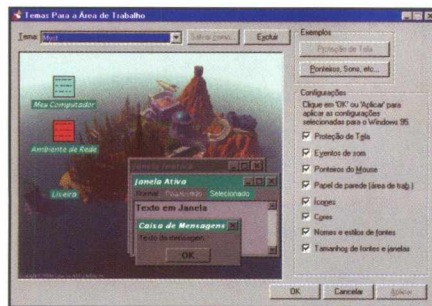 Temas Para a Área de Trabalho
Tema:
Myst
Salvar como...
Excluir
Exemplos
Proteção de Tela
Ponteiros, Sons, etc...
Meu Computador
Ambiente de Rede
Lixeira
Janela Ativa
Normal
Selecionado
Texto em Janela
Caixa de Mensagens
Texto da mensagem
OK
Configurações
Clique em "OK" ou "Aplicar" para
aplicar as configurações
selecionadas para o Windows 95.
Proteção de Tela
Eventos de som
Ponteiros do Mouse
Papel de parede (área de trab.)
Ícones
Cores
Nomes e estilos de fontes
Tamanhos de fontes e janelas
OK
Cancelar
Aplicar